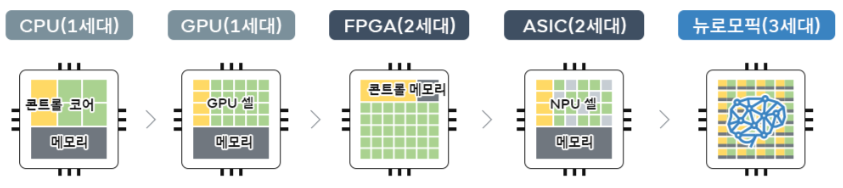 CPU(1세대)
GPU(1세대)
FPGA(2세대)
ASIC(2세대)
뉴로모픽(3세대)
콘트롤 코어
메모리
GPU 셀
메모리
콘트롤 메모리
NPU 셀
메모리